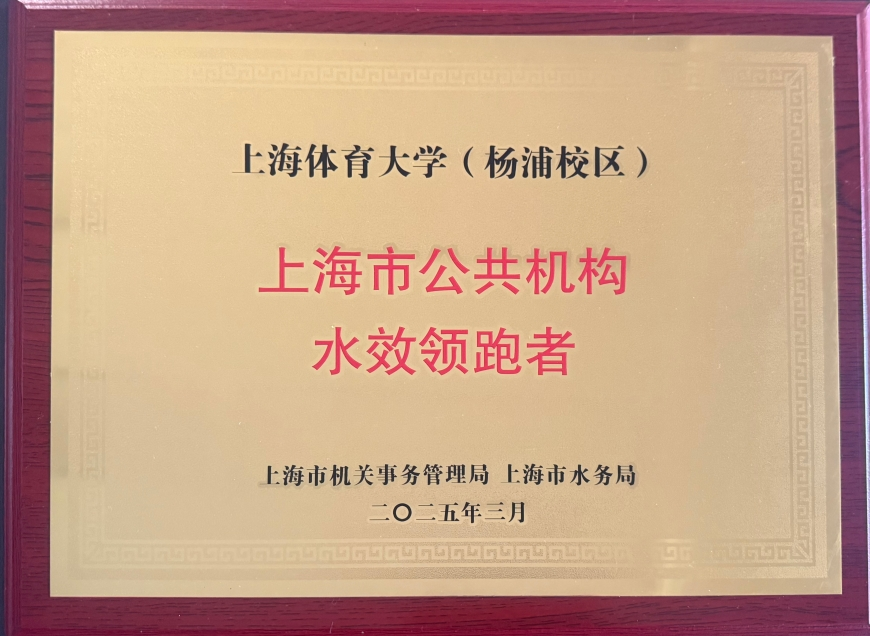 上海体育大学（杨浦校区）
上海市公共机构
水效领跑者
上海市机关事务管理局 上海市水务局
二〇二五年三月